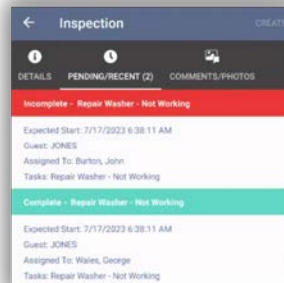 Inspection
CREATE
DETAILS
PENDING/RECENT (2)
COMMENTS/PHOTOS
Incomplete - Repair Washer - Not Working
Expected Start: 7/17/2023 6:38:11 AM
Guest: JONES
Assigned To: Burton, John
Tasks: Repair Washer - Not Working
Complete - Repair Washer - Not Working
Expected Start: 7/17/2023 6:38:11 AM
Guest: JONES
Assigned To: Wales, George
Tasks: Repair Washer - Not Working